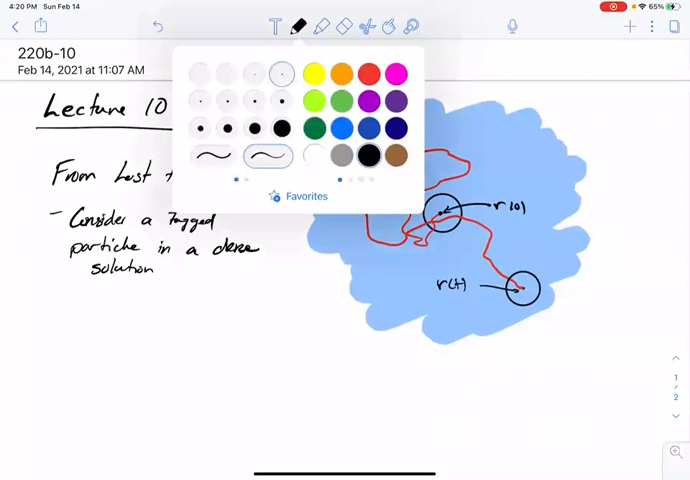 4:20 PM Sun Feb 14
65%
220b-10
Feb 14, 2021 at 11:07 AM
Lecture 10
From Last
Favorites
- Consider a Tagged
particle in a dense
solution
r(0)
r(t)
1
/
2